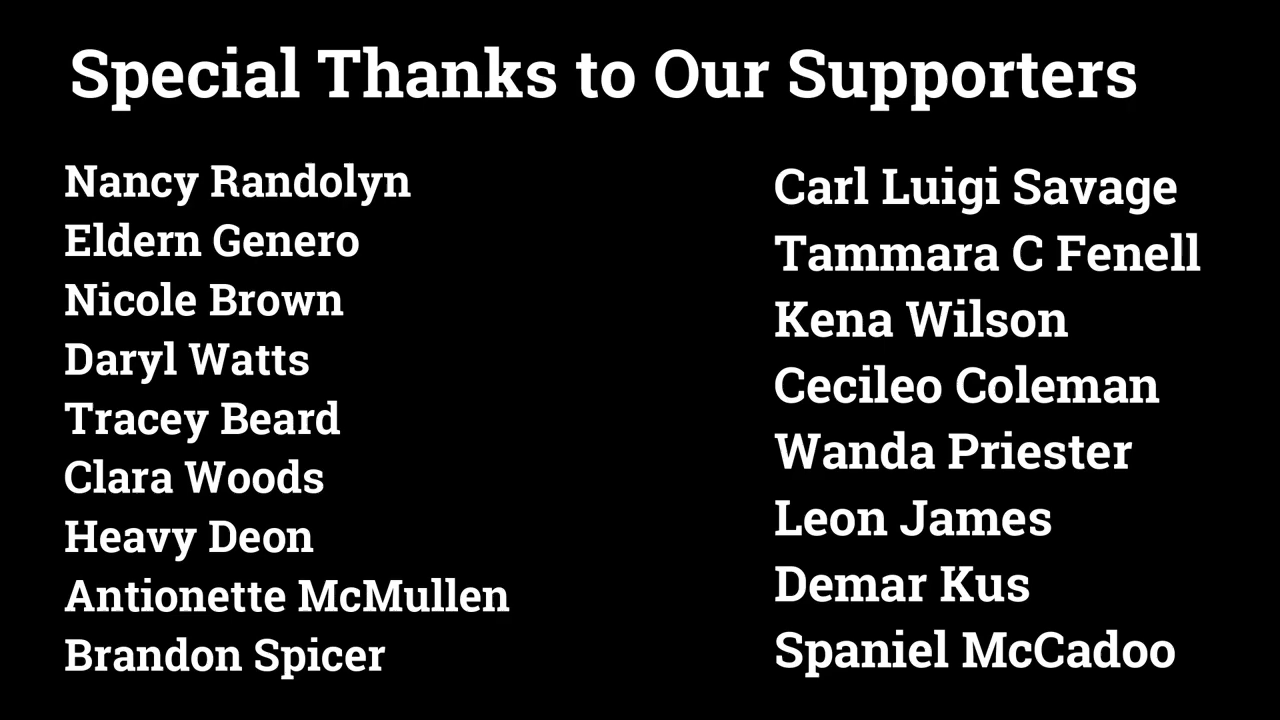 Special Thanks to Our Supporters
Nancy Randolyn
Eldern Genero
Nicole Brown
Daryl Watts
Tracey Beard
Clara Woods
Heavy Deon
Antionette McMullen
Brandon Spicer
Carl Luigi Savage
Tammara C Fenell
Kena Wilson
Cecileo Coleman
Wanda Priester
Leon James
Demar Kus
Spaniel McCadoo